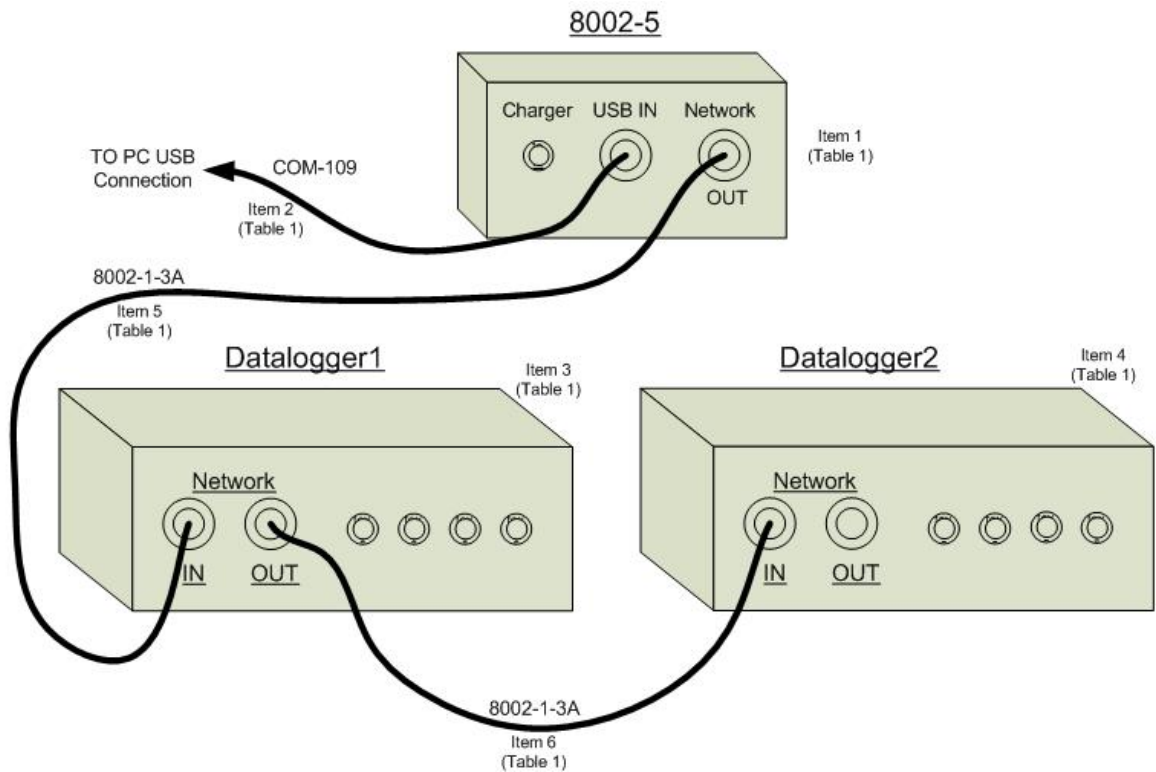 8002-5
Charger USB IN Network
OUT
Item 1
(Table 1)
TO PC USB
Connection
COM-109
Item 2
(Table 1)
8002-1-3A
Item 5
(Table 1)
Datalogger1
Item 3
(Table 1)
Network
IN OUT
Datalogger2
Item 4
(Table 1)
Network
IN OUT
8002-1-3A
Item 6
(Table 1)